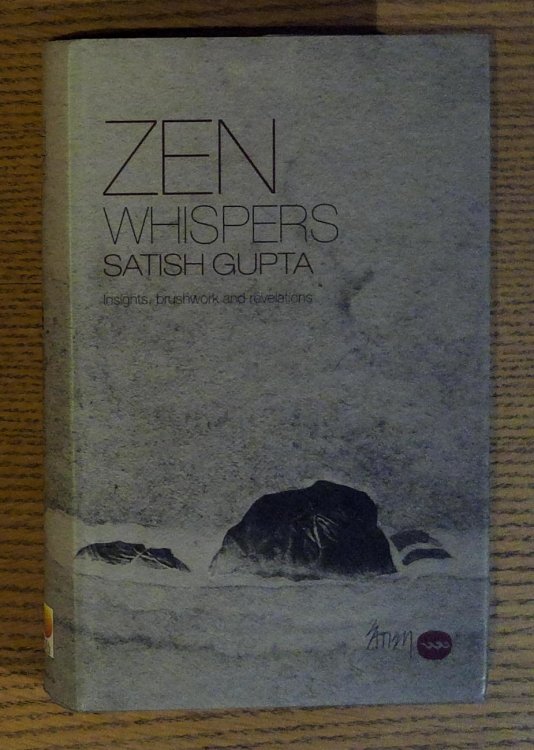 ZEN
WHISPERS
SATISH GUPTA
Insights, brushwork and revelations